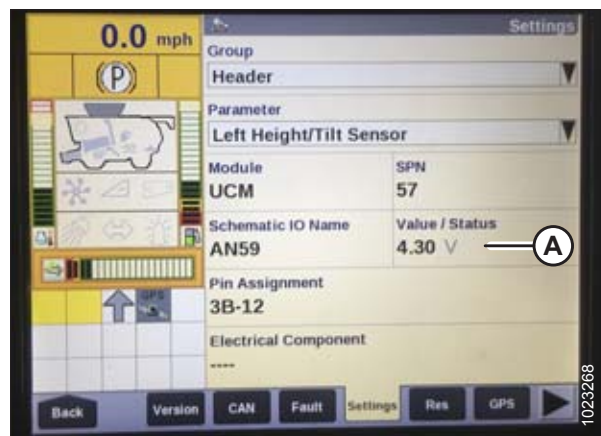 0.0 mph
(P)
Settings
Group
Header
Parameter
Left Height/Tilt Sensor
Module
UCM
SPN
57
Schematic IO Name
AN59
Value / Status
4.30 V
A
Pin Assignment
3B-12
GPS
Electrical Component
----
Back
Version
CAN
Fault
Settings
Res
GPS
1023268